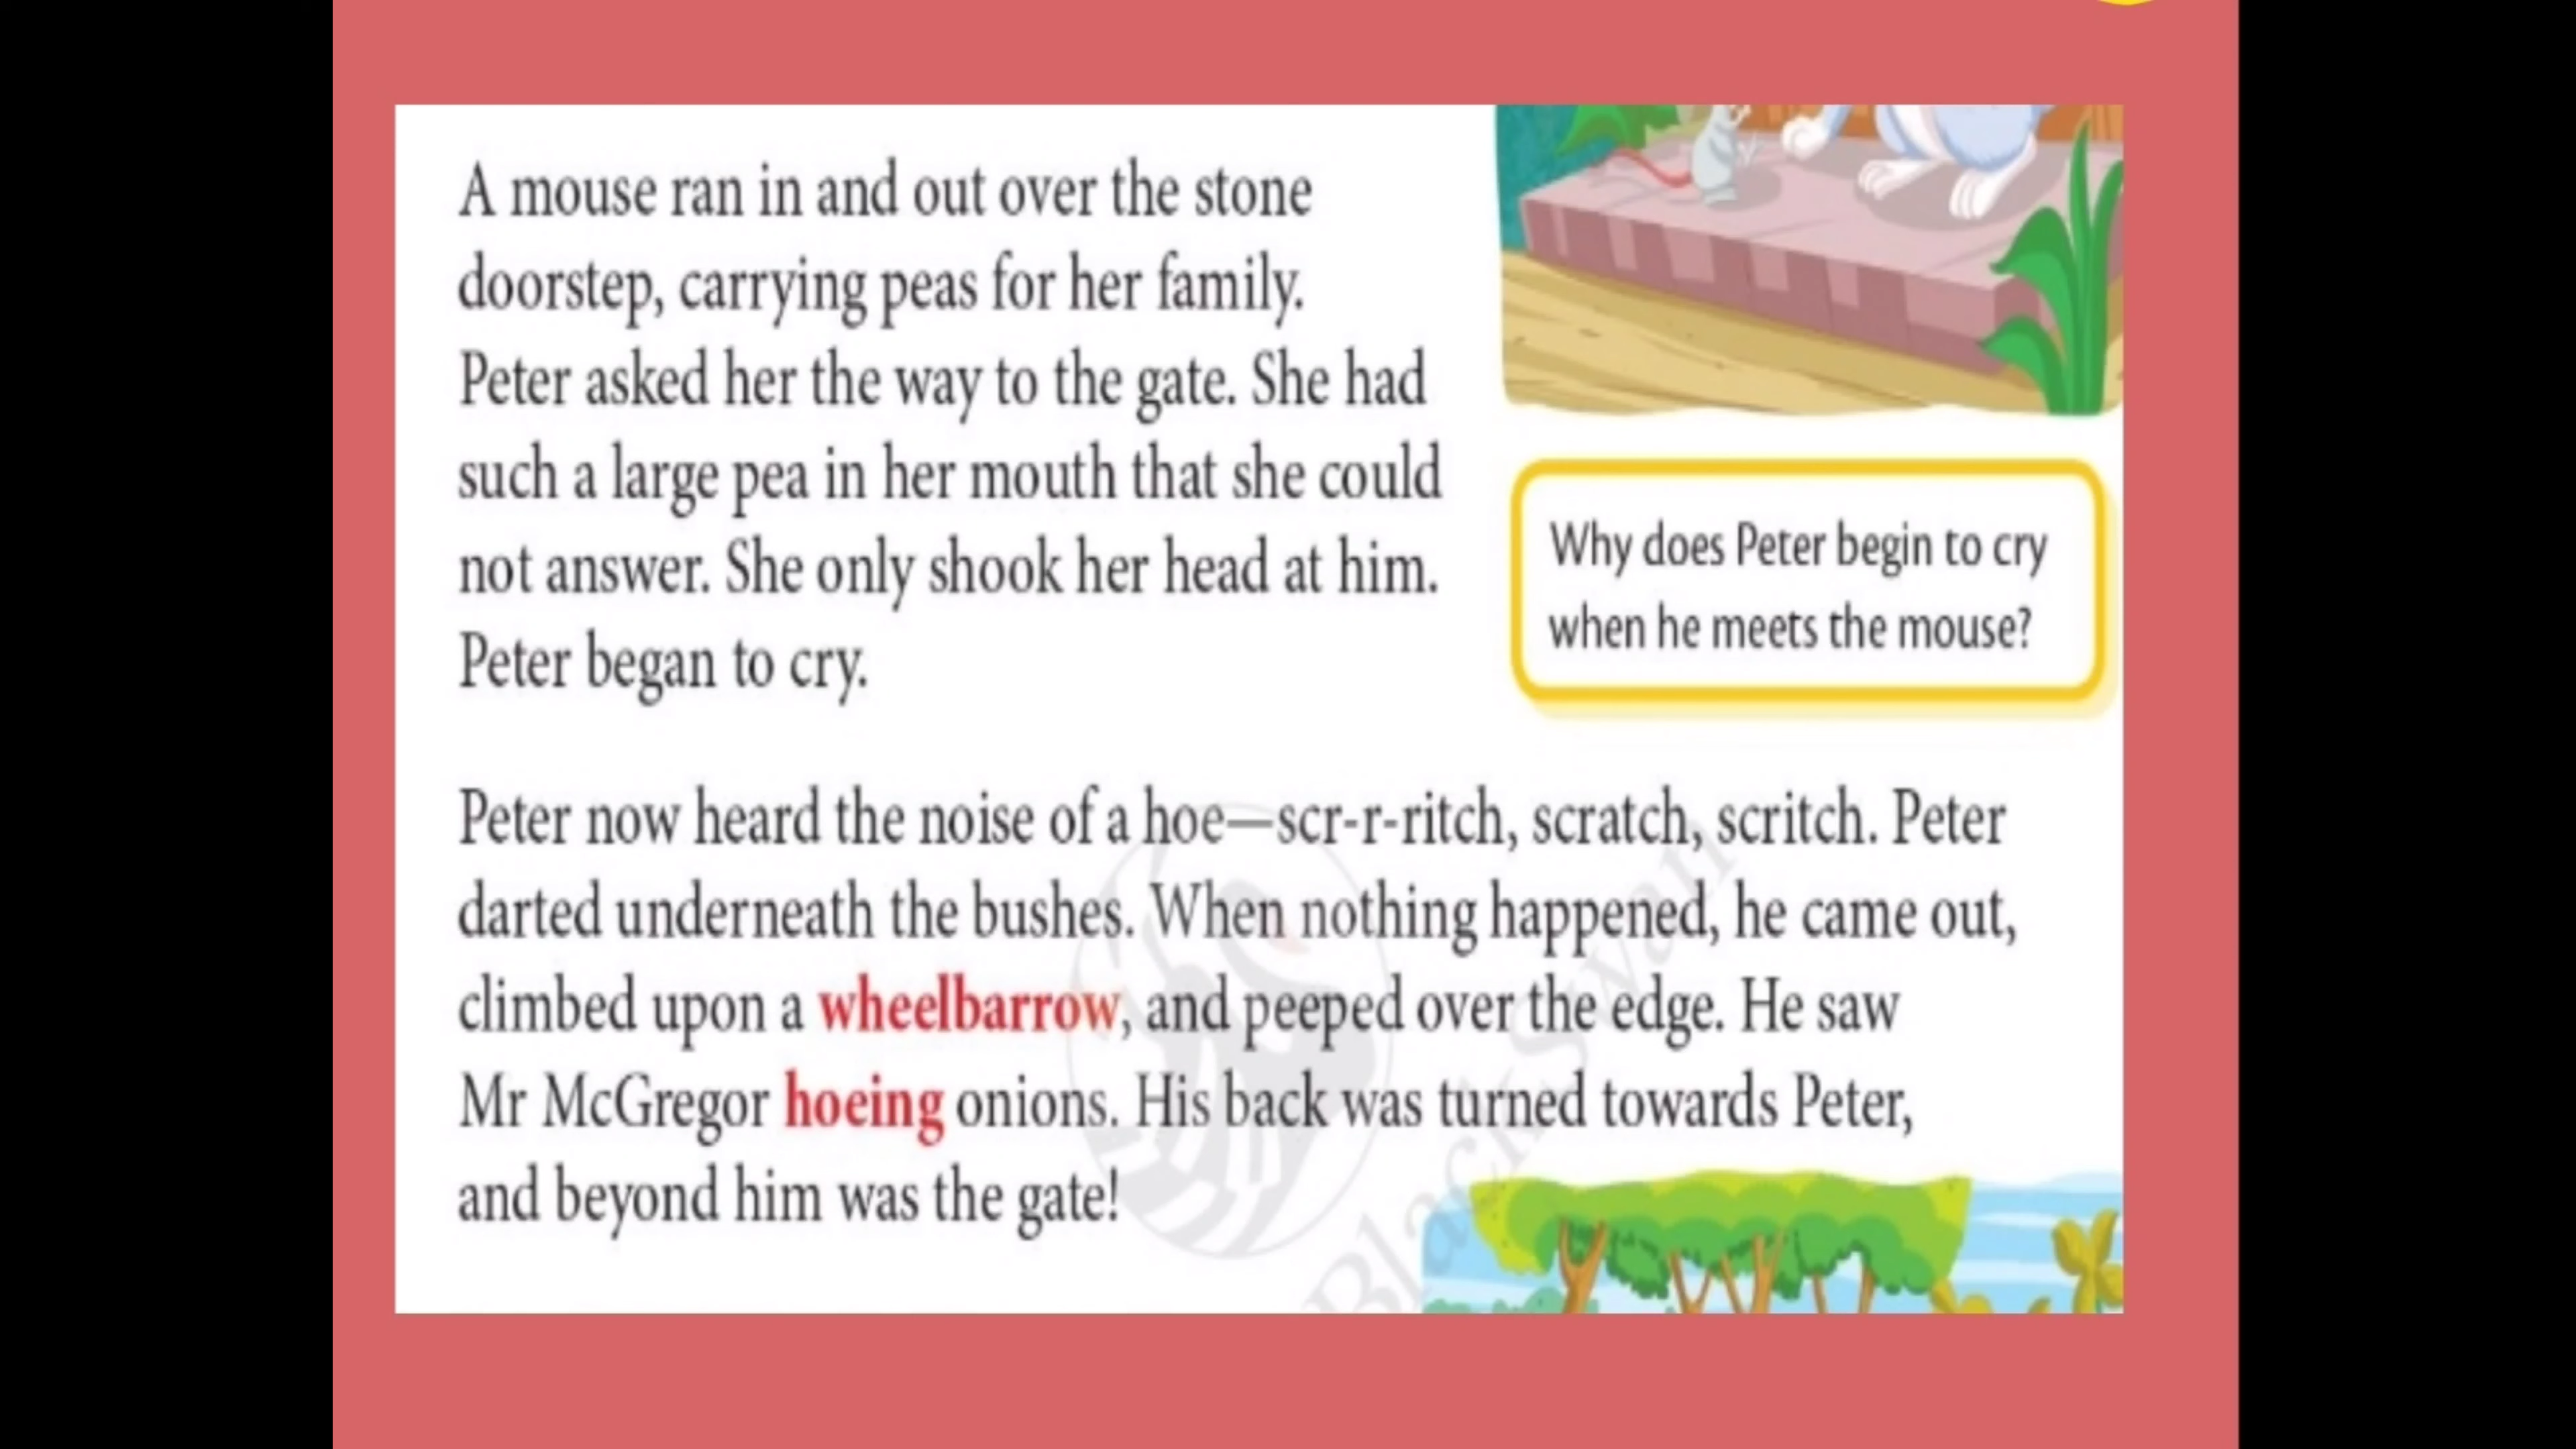 A mouse ran in and out over the stone
doorstep, carrying peas for her family.
Peter asked her the way to the gate. She had
such a large pea in her mouth that she could
not answer. She only shook her head at him.
Peter began to cry.
Why does Peter begin to cry
when he meets the mouse?
Peter now heard the noise of a hoe—scr-r-ritch, scratch, scritch. Peter
darted underneath the bushes. When nothing happened, he came out,
climbed upon a wheelbarrow, and peeped over the edge. He saw
Mr McGregor hoeing onions. His back was turned towards Peter,
and beyond him was the gate!
Black Swan